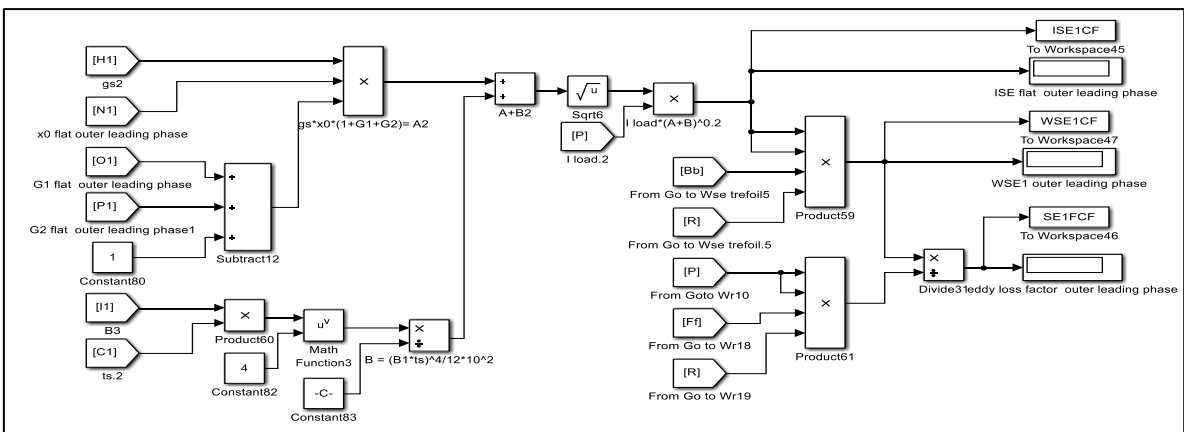 [H1]
gs2
[N1]
x0 flat outer leading phase
[O1]
G1 flat outer leading phase
[P1]
G2 flat outer leading phase1
1
Constant80
Subtract12
×
gs*x0*(1+G1+G2)= A2
[I1]
B3
[C1]
ts.2
×
Product60
4
Constant82
u^v
Math
Function3
-C-
Constant83
×
÷
B = (B1*ts)^4/12*10^2
+
+
A+B2
√u
Sqrt6
[P]
I load.2
×
I load*(A+B)^0.2
[Bb]
From Go to Wse trefoil5
[R]
From Go to Wse trefoil.5
×
Product59
[P]
From Goto Wr10
[Ff]
From Go to Wr18
[R]
From Go to Wr19
×
Product61
ISE1CF
To Workspace45
ISE flat outer leading phase
WSE1CF
To Workspace47
WSE1 outer leading phase
SE1FCF
To Workspace46
×
÷
Divide31
eddy loss factor outer leading phase